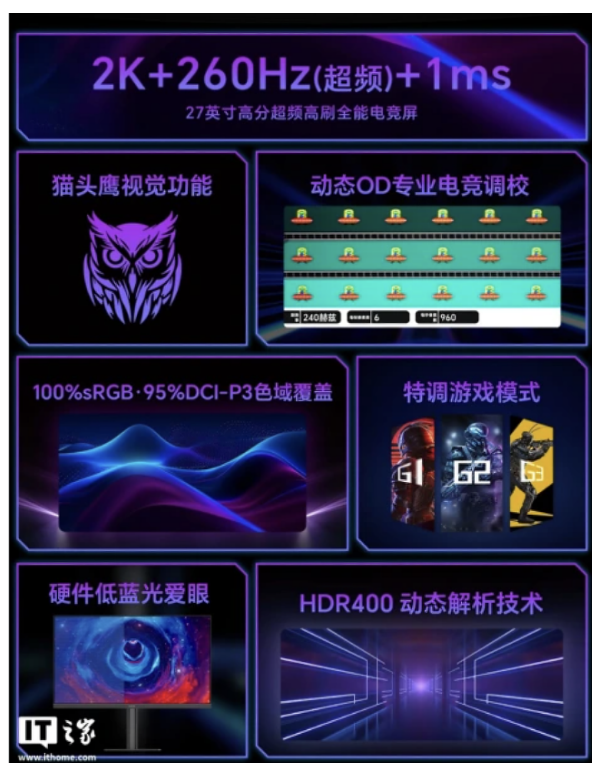 2K+260Hz(超频)+1ms
27英寸高分超频高刷全能电竞屏
猫头鹰视觉功能
动态OD专业电竞调校
240赫兹
6
960
100%sRGB·95%DCI-P3色域覆盖
特调游戏模式
G1
G2
G3
硬件低蓝光爱眼
HDR400 动态解析技术
IT之家
www.ithome.com